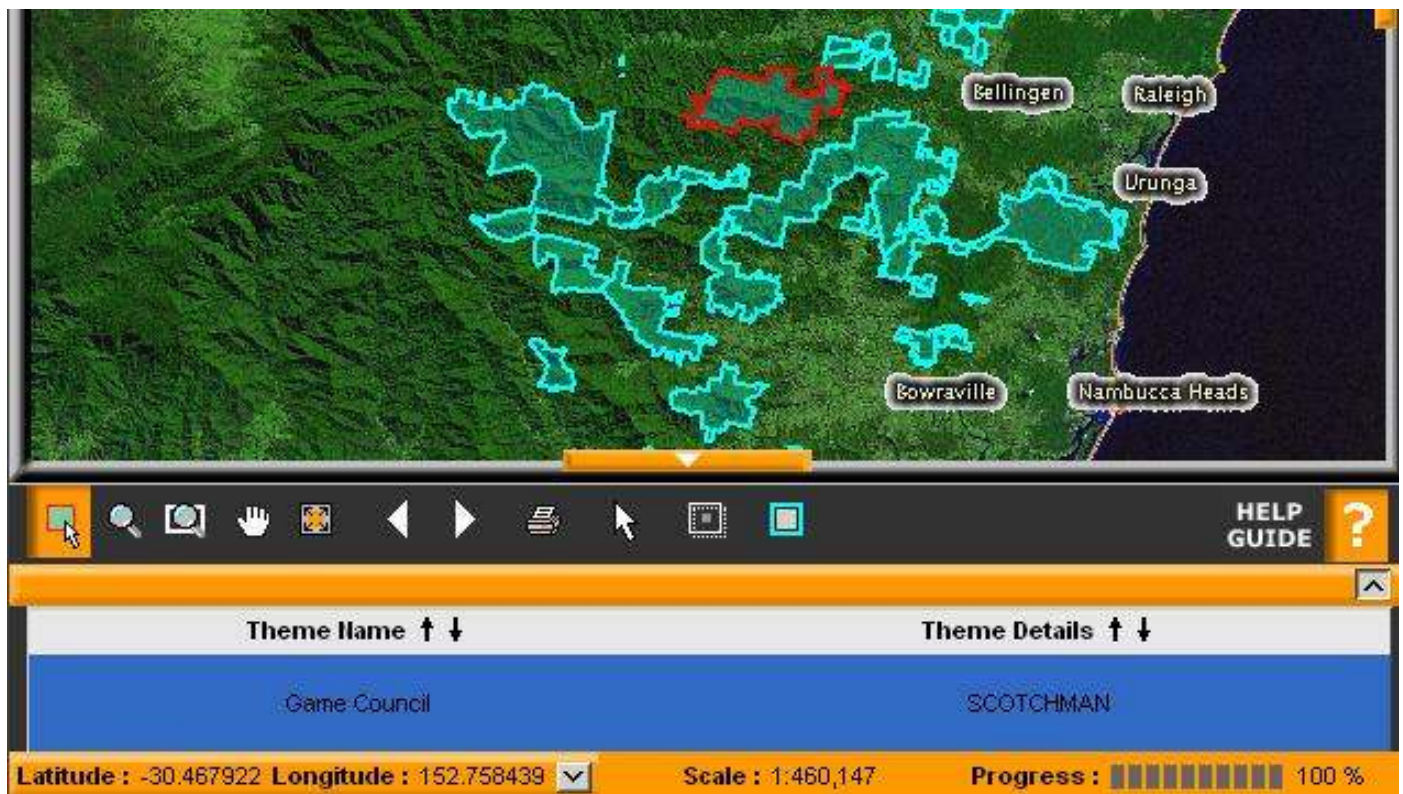 Bellingen
Raleigh
Urunga
Bowraville
Nambucca Heads
HELP
GUIDE ?
Theme Name Theme Details
Game Council SCOTCHMAN
Latitude : -30.467922 Longitude : 152.758439 Scale : 1:460,147 Progress : 100 %